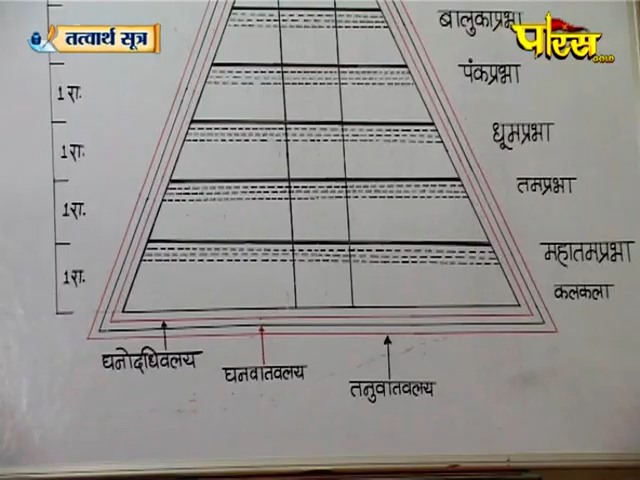 तत्वार्थ सूत्र
पारस
GOLD
बालुकाप्रभा
पंकप्रभा
1रा.
धूमप्रभा
1रा.
तमप्रभा
1रा.
महातमप्रभा
1रा.
कलकला
घनोदधिवलय
घनवातवलय
तनुवातवलय